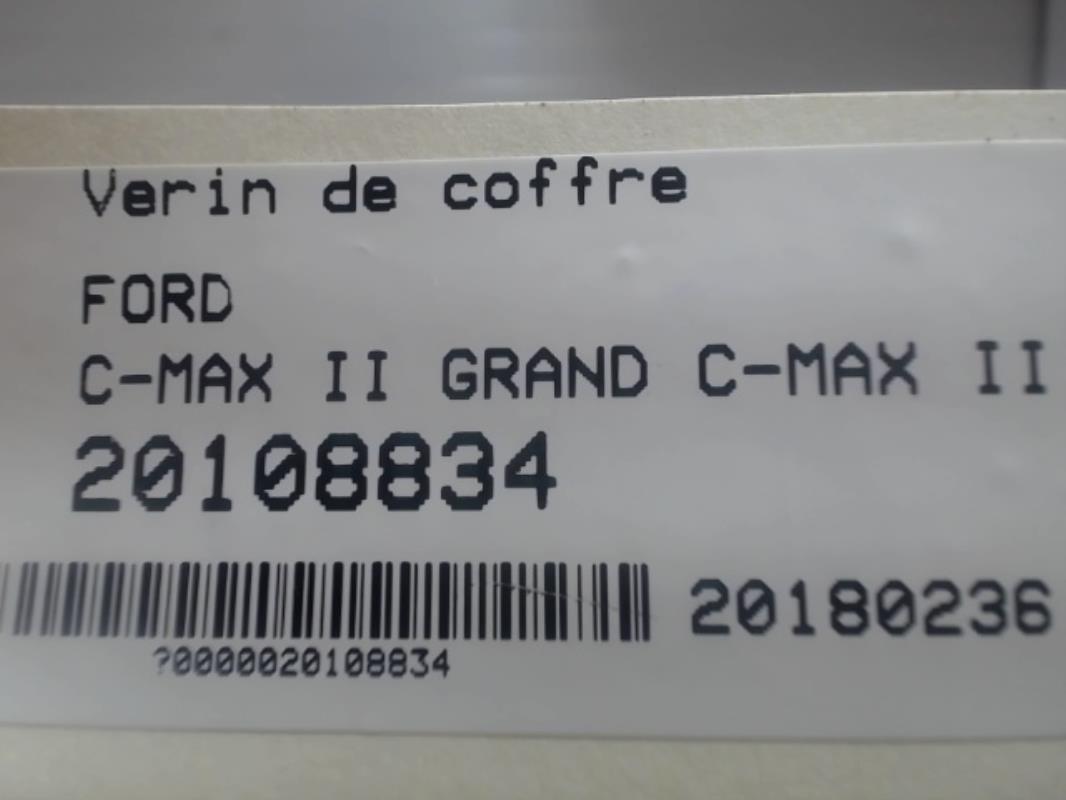 Verin de coffre
FORD
C-MAX II GRAND C-MAX II
20108834
20180236
?0000020108834